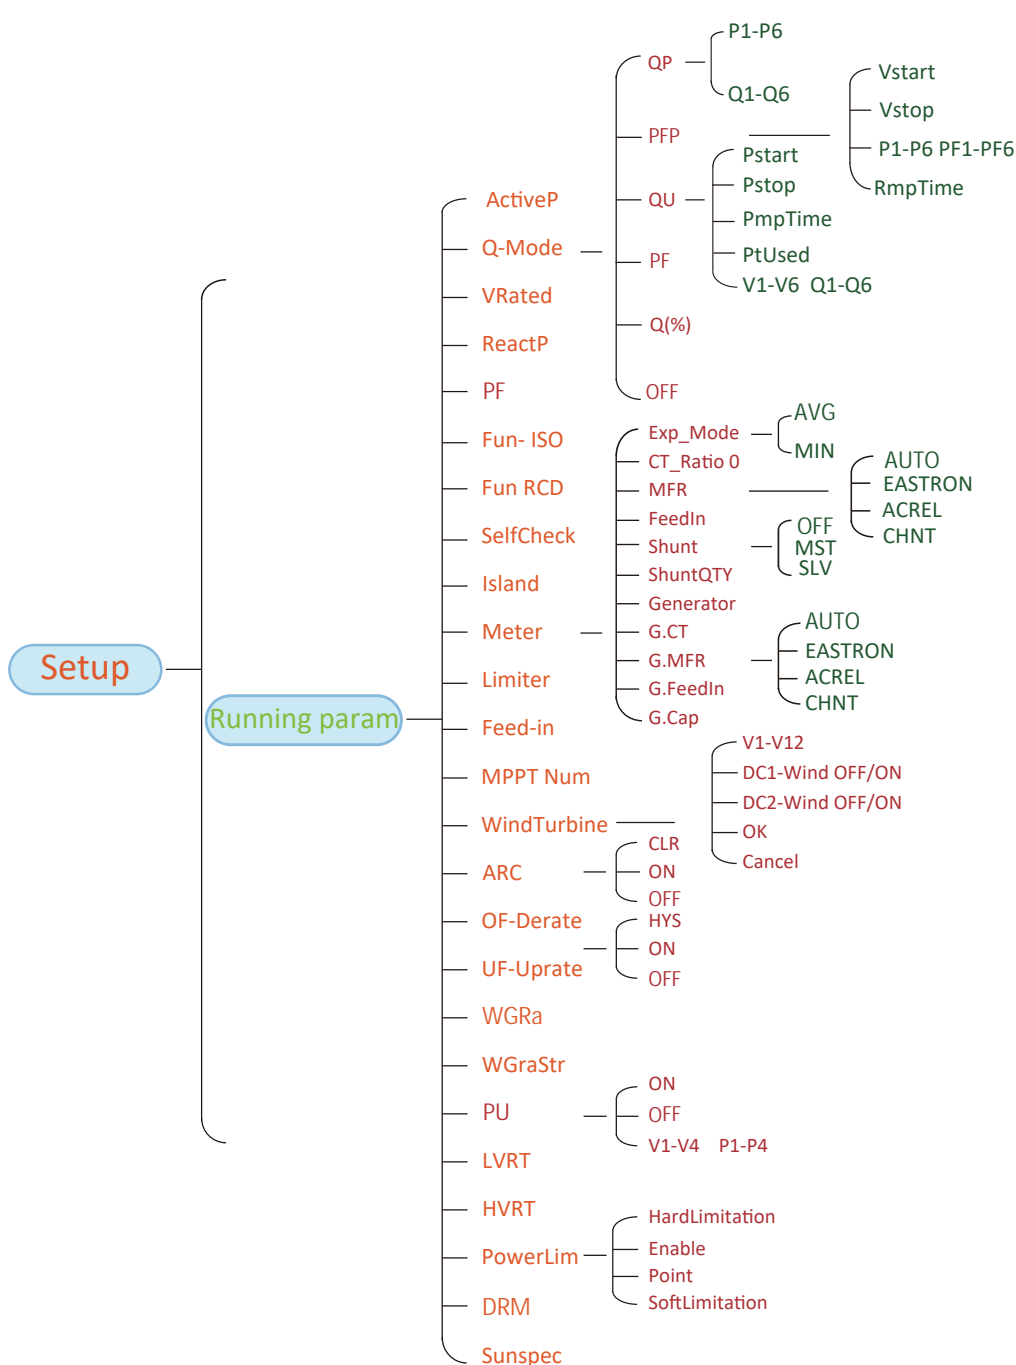 Setup
Running param
ActiveP
Q-Mode
QP
P1-P6
Q1-Q6
PFP
Vstart
Vstop
P1-P6 PF1-PF6
RmpTime
QU
Pstart
Pstop
PmpTime
PtUsed
V1-V6 Q1-Q6
PF
Q(%)
OFF
VRated
ReactP
PF
Fun- ISO
Fun RCD
SelfCheck
Island
Meter
Exp_Mode
AVG
MIN
CT_Ratio 0
MFR
AUTO
EASTRON
ACREL
CHNT
FeedIn
Shunt
OFF
MST
SLV
ShuntQTY
Generator
G.CT
G.MFR
AUTO
EASTRON
ACREL
CHNT
G.FeedIn
G.Cap
Limiter
Feed-in
MPPT Num
WindTurbine
V1-V12
DC1-Wind OFF/ON
DC2-Wind OFF/ON
OK
Cancel
ARC
CLR
ON
OFF
OF-Derate
UF-Uprate
HYS
ON
OFF
WGRa
WGraStr
PU
ON
OFF
V1-V4 P1-P4
LVRT
HVRT
PowerLim
HardLimitation
Enable
Point
SoftLimitation
DRM
Sunspec